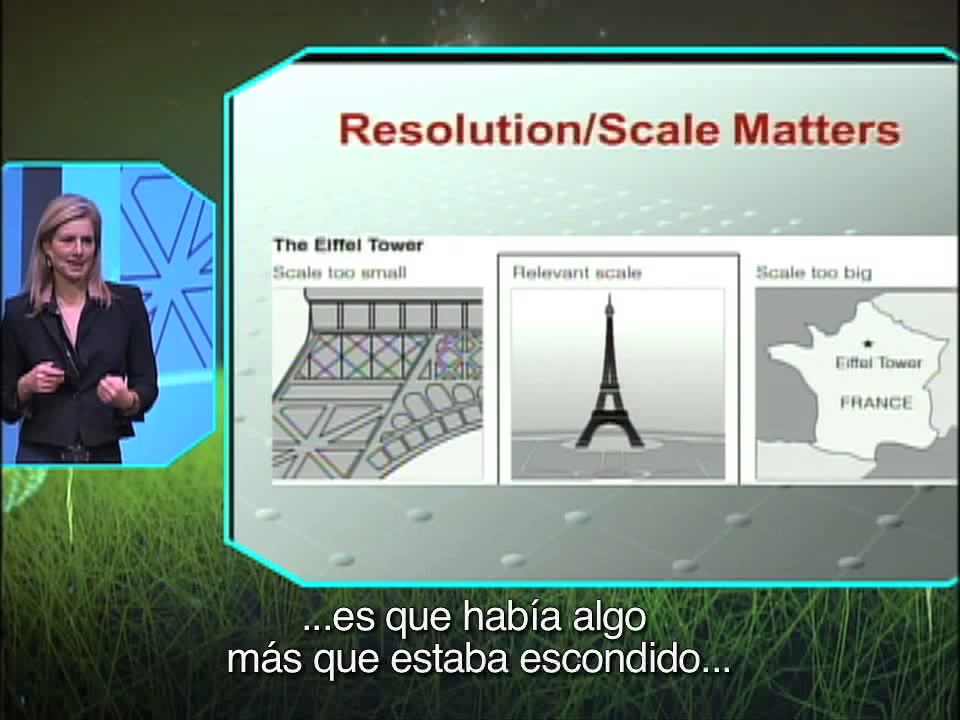 Resolution/Scale Matters
The Eiffel Tower
Scale too small
Relevant scale
Scale too big
Eiffel Tower
FRANCE
...es que había algo
más que estaba escondido...